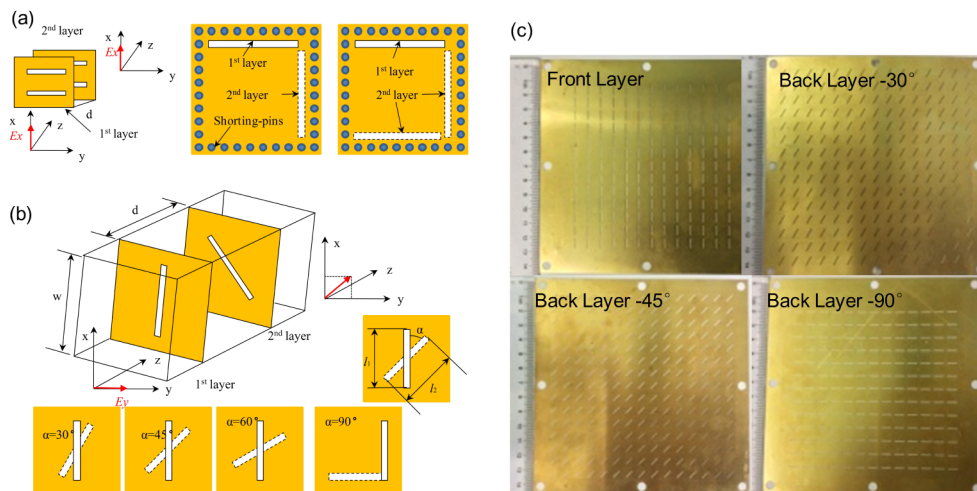 (a)
2nd layer
x
Ex
z
y
d
1st layer
x
Ex
z
y
1st layer
2nd layer
Shorting-pins
1st layer
2nd layer
(b)
d
w
x
z
y
Ey
1st layer
2nd layer
x
z
y
α
l1
l2
α=30°
α=45°
α=60°
α=90°
(c)
Front Layer
Back Layer -30°
Back Layer -45°
Back Layer -90°